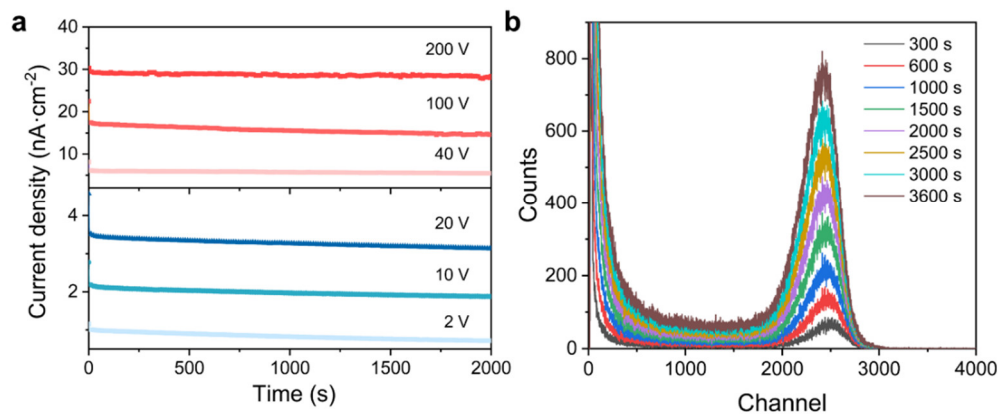 a
Current density (nA·cm⁻²)
40
30
20
10
4
2
200 V
100 V
40 V
20 V
10 V
2 V
0 500 1000 1500 2000
Time (s)
b
Counts
800
600
400
200
0
300 s
600 s
1000 s
1500 s
2000 s
2500 s
3000 s
3600 s
0 1000 2000 3000 4000
Channel